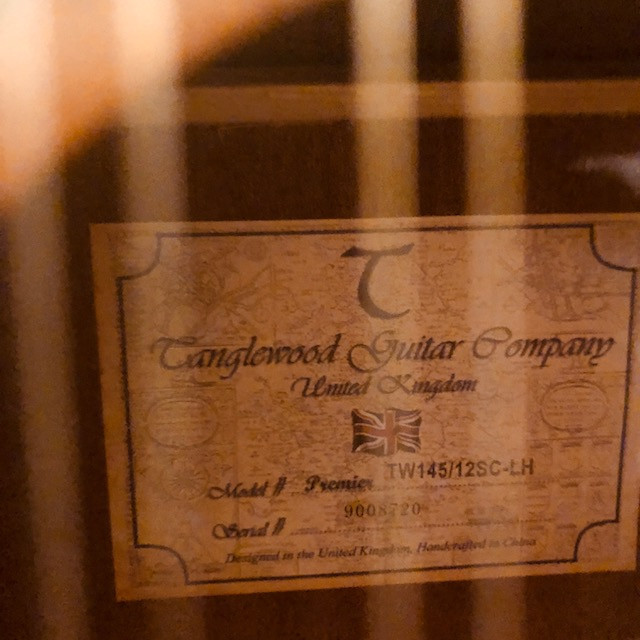 T
Tanglewood Guitar Company
United Kingdom
Model # Premier TW145/12SC-LH
Serial # 9008720
Designed in the United Kingdom, Handcrafted in China